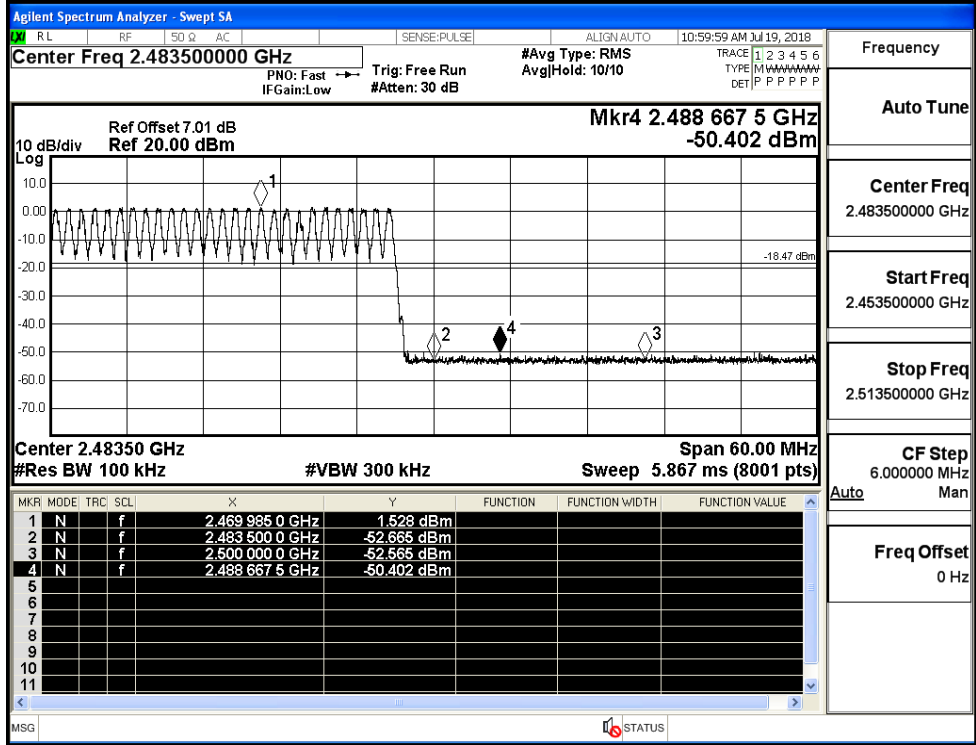 Agilent Spectrum Analyzer - Swept SA
LXI RL RF 50 Ω AC SENSE:PULSE ALIGN AUTO 10:59:59 AM Jul 19, 2018
Center Freq 2.483500000 GHz
PNO: Fast
IFGain:Low
Trig: Free Run
#Atten: 30 dB
#Avg Type: RMS
Avg|Hold: 10/10
TRACE 1 2 3 4 5 6
TYPE M WWWWW
DET P P P P P P
Mkr4 2.488 667 5 GHz
-50.402 dBm
Ref Offset 7.01 dB
10 dB/div Ref 20.00 dBm
Log
10.0
0.00
-10.0
-20.0
-30.0
-40.0
-50.0
-60.0
-70.0
1
2
4
3
-18.47 dBm
Center 2.48350 GHz Span 60.00 MHz
#Res BW 100 kHz #VBW 300 kHz Sweep 5.867 ms (8001 pts)
MKR MODE TRC SCL X Y FUNCTION FUNCTION WIDTH FUNCTION VALUE
1 N f 2.469 985 0 GHz 1.528 dBm
2 N f 2.483 500 0 GHz -52.665 dBm
3 N f 2.500 000 0 GHz -52.565 dBm
4 N f 2.488 667 5 GHz -50.402 dBm
5
6
7
8
9
10
11
MSG STATUS
Frequency
Auto Tune
Center Freq
2.483500000 GHz
Start Freq
2.453500000 GHz
Stop Freq
2.513500000 GHz
CF Step
6.000000 MHz
Auto Man
Freq Offset
0 Hz